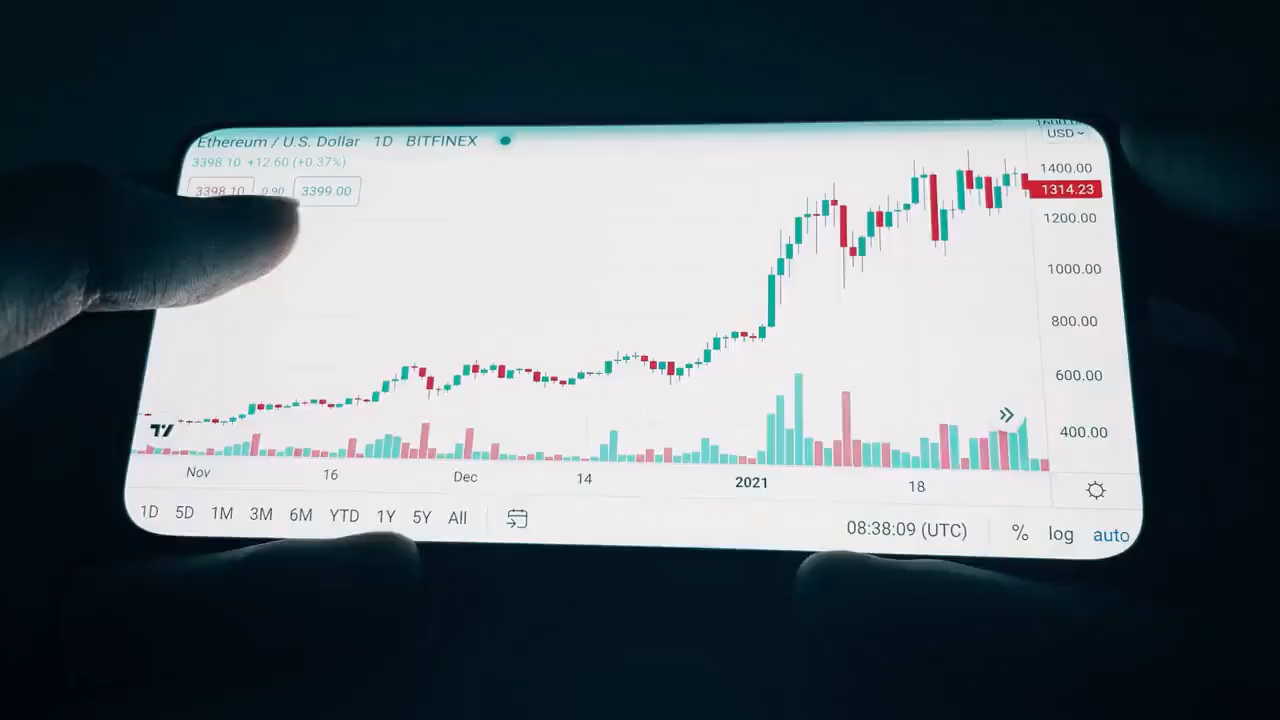 Ethereum / U.S. Dollar 1D BITFINEX
3398.10 +12.60 (+0.37%)
3398.10 0.90 3399.00
1600.00
USD
1400.00
1314.23
1200.00
1000.00
800.00
600.00
400.00
Nov 16 Dec 14 2021 18
1D 5D 1M 3M 6M YTD 1Y 5Y All
08:38:09 (UTC) % log auto